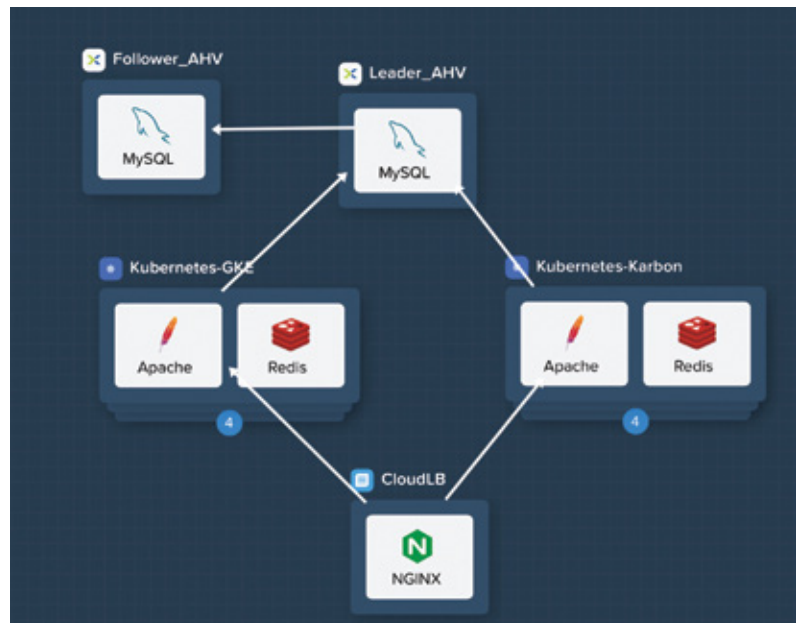 Follower_AHV
Leader_AHV
MySQL
MySQL
Kubernetes-GKE
Kubernetes-Karbon
Apache
Redis
Apache
Redis
4
4
CloudLB
NGINX